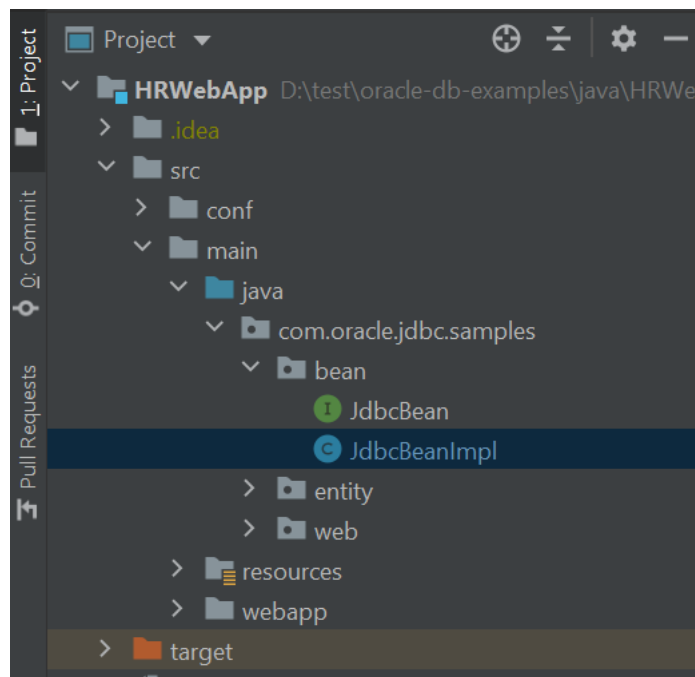 Project
HRWebApp D:\test\oracle-db-examples\java\HRWe
.idea
src
conf
main
java
com.oracle.jdbc.samples
bean
I JdbcBean
C JdbcBeanImpl
entity
web
resources
webapp
target
1: Project
0: Commit
Pull Requests